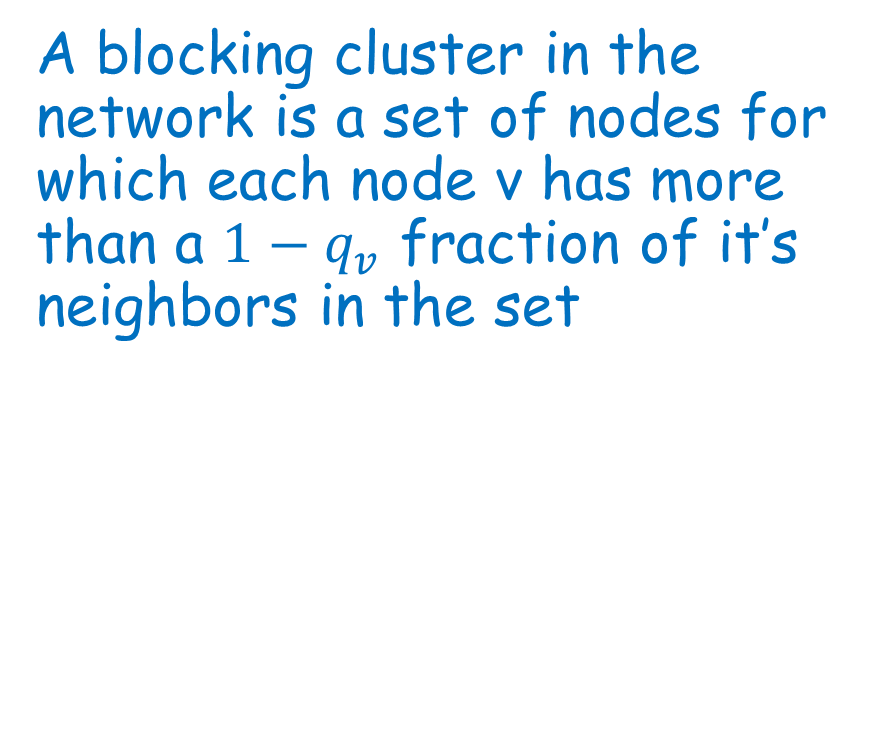 A blocking cluster in the
network is a set of nodes for
which each node v has more
than a $1 - q_v$ fraction of it’s
neighbors in the set